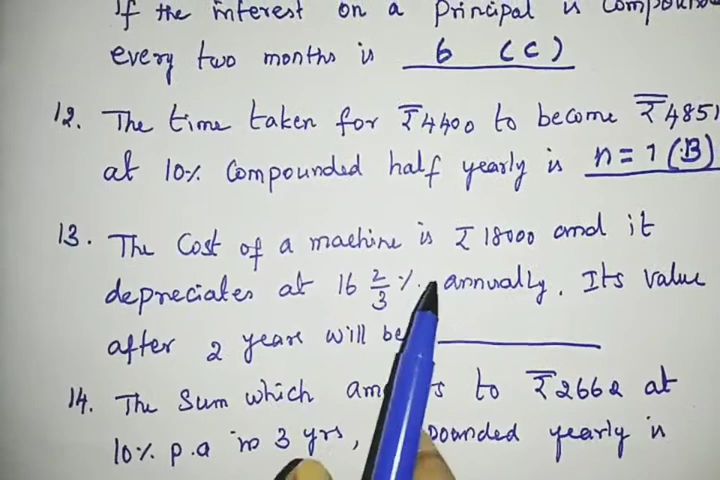 If the interest on a Principal is compound
every two months is 6 (C)
12. The time taken for ₹4400 to become ₹4851
at 10% Compounded half yearly is n = 1 (B)
13. The Cost of a machine is ₹18000 and it
depreciates at 16 2/3 % annually. Its value
after 2 years will be
14. The Sum which to ₹2662 at
10% p.a in 3 yrs, yearly is